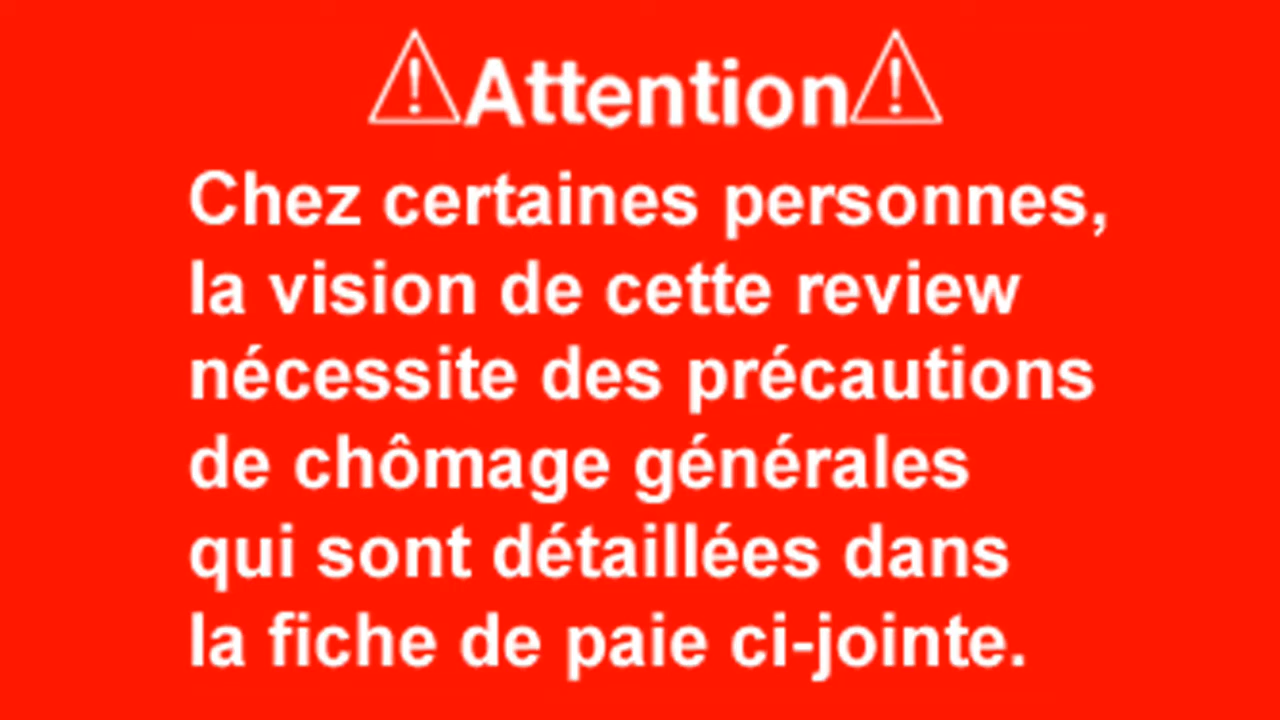 ⚠Attention⚠
Chez certaines personnes,
la vision de cette review
nécessite des précautions
de chômage générales
qui sont détaillées dans
la fiche de paie ci-jointe.